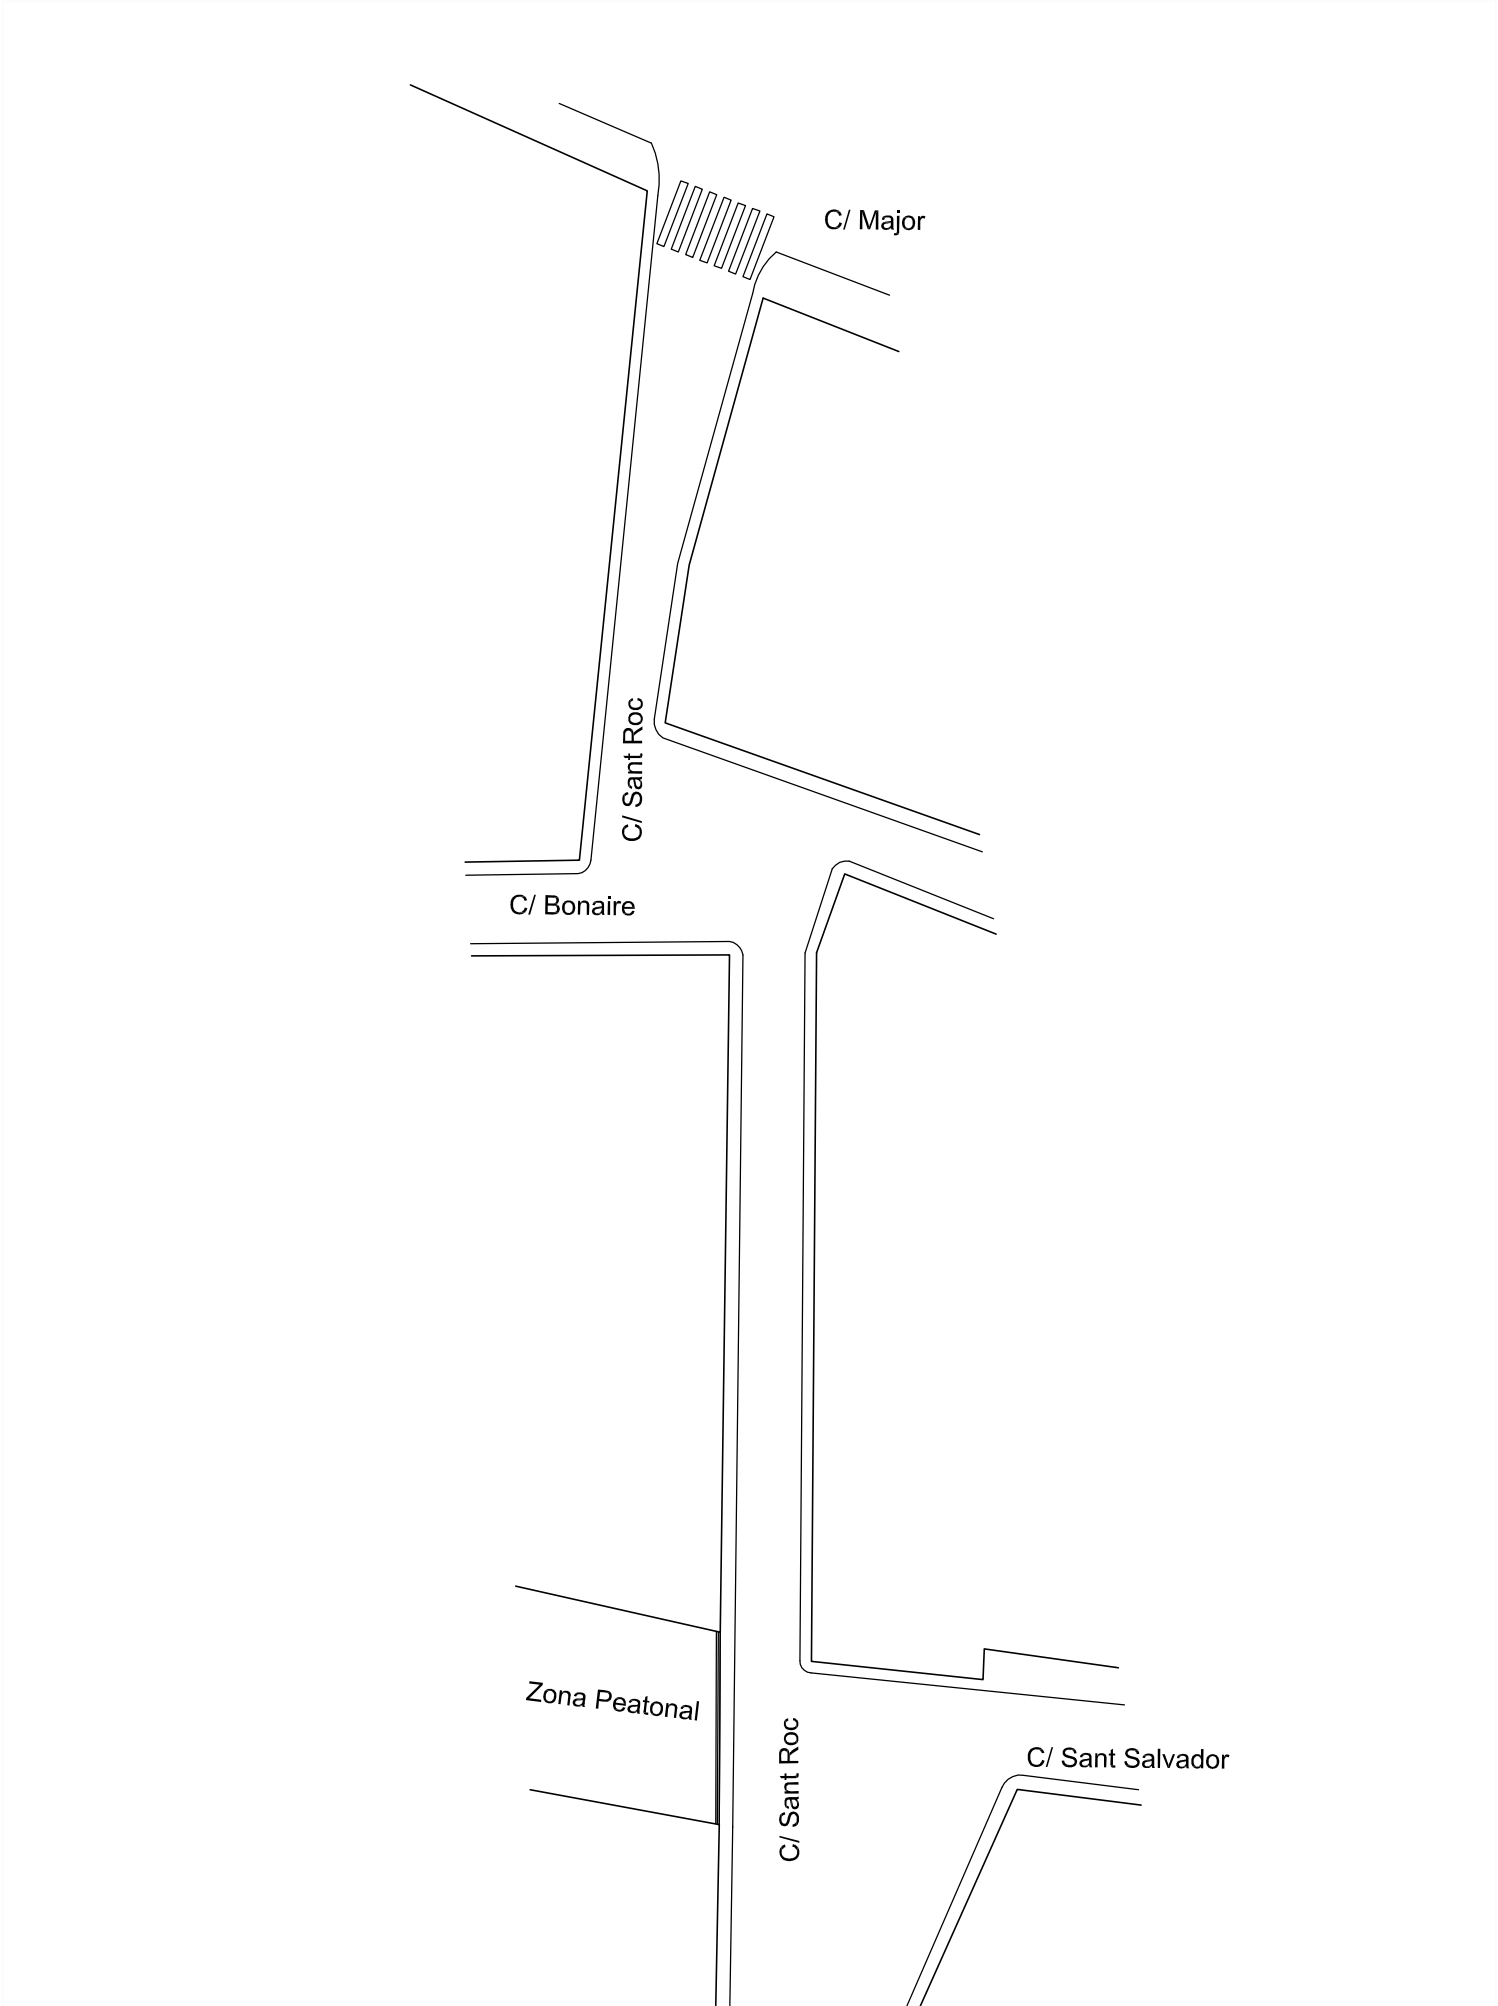 C/ Major
C/ Sant Roc
C/ Bonaire
Zona Peatonal
C/ Sant Roc
C/ Sant Salvador